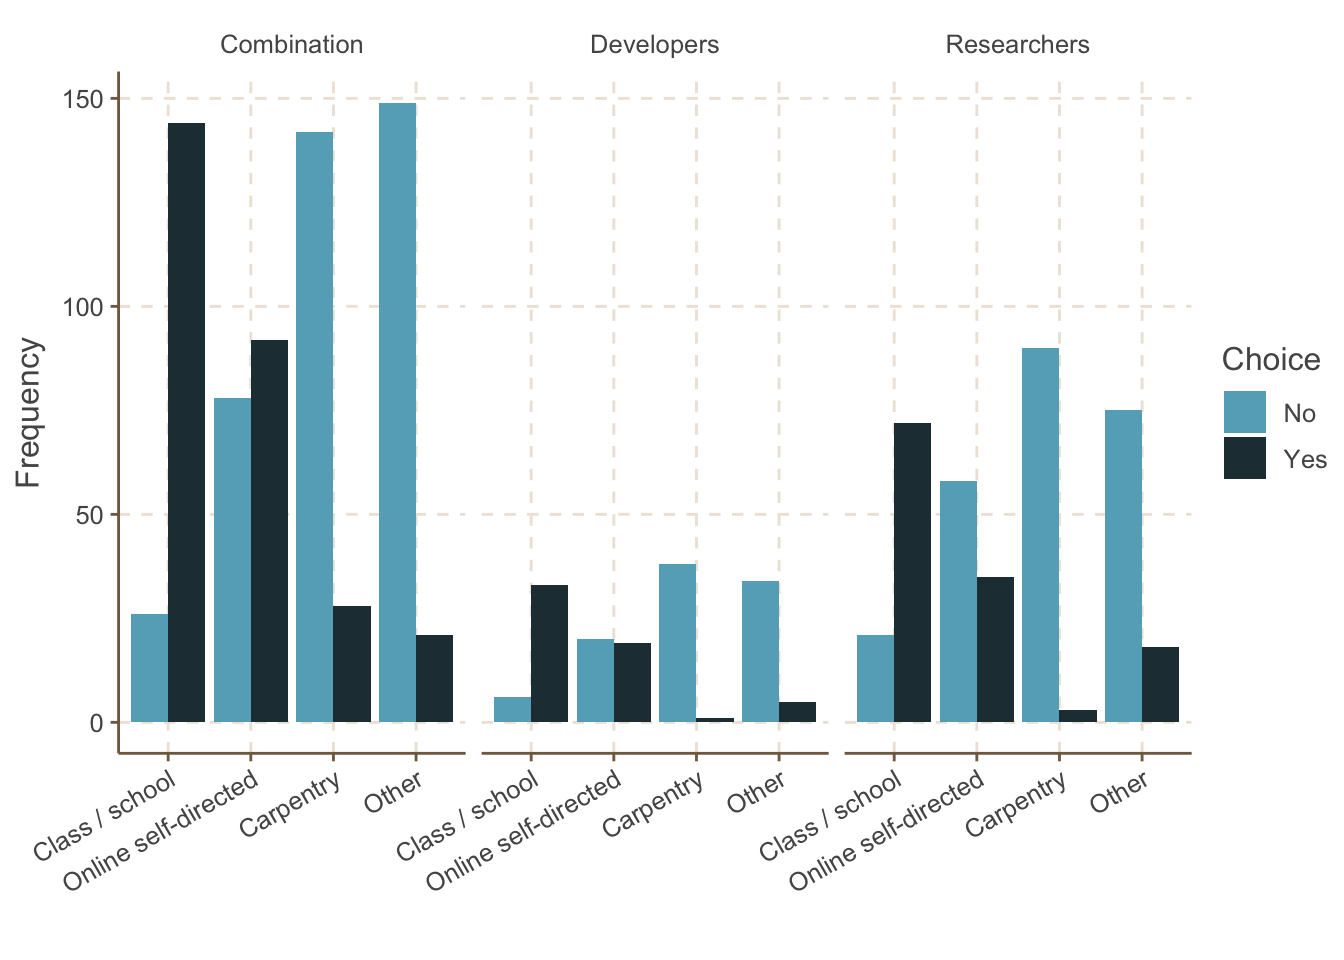 Combination
Developers
Researchers
150
100
50
0
Frequency
Class / school
Online self-directed
Carpentry
Other
Class / school
Online self-directed
Carpentry
Other
Class / school
Online self-directed
Carpentry
Other
Choice
No
Yes